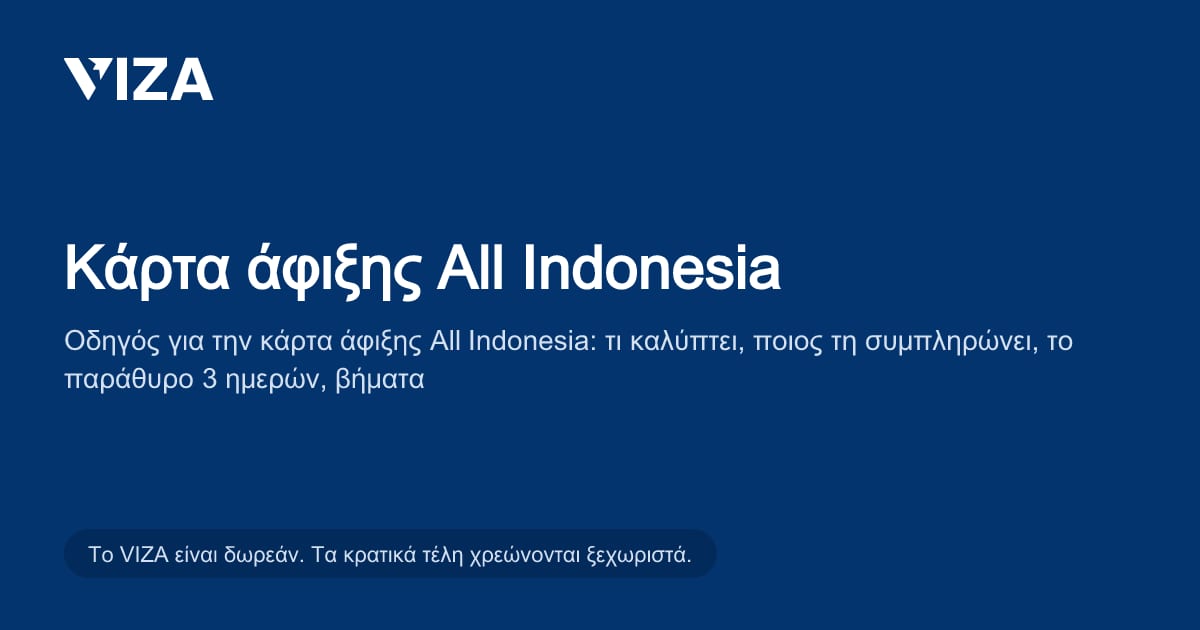 VIZA
Κάρτα άφιξης All Indonesia
Οδηγός για την κάρτα άφιξης All Indonesia: τι καλύπτει, ποιος τη συμπληρώνει, το
παράθυρο 3 ημερών, βήματα
Το VIZA είναι δωρεάν. Τα κρατικά τέλη χρεώνονται ξεχωριστά.